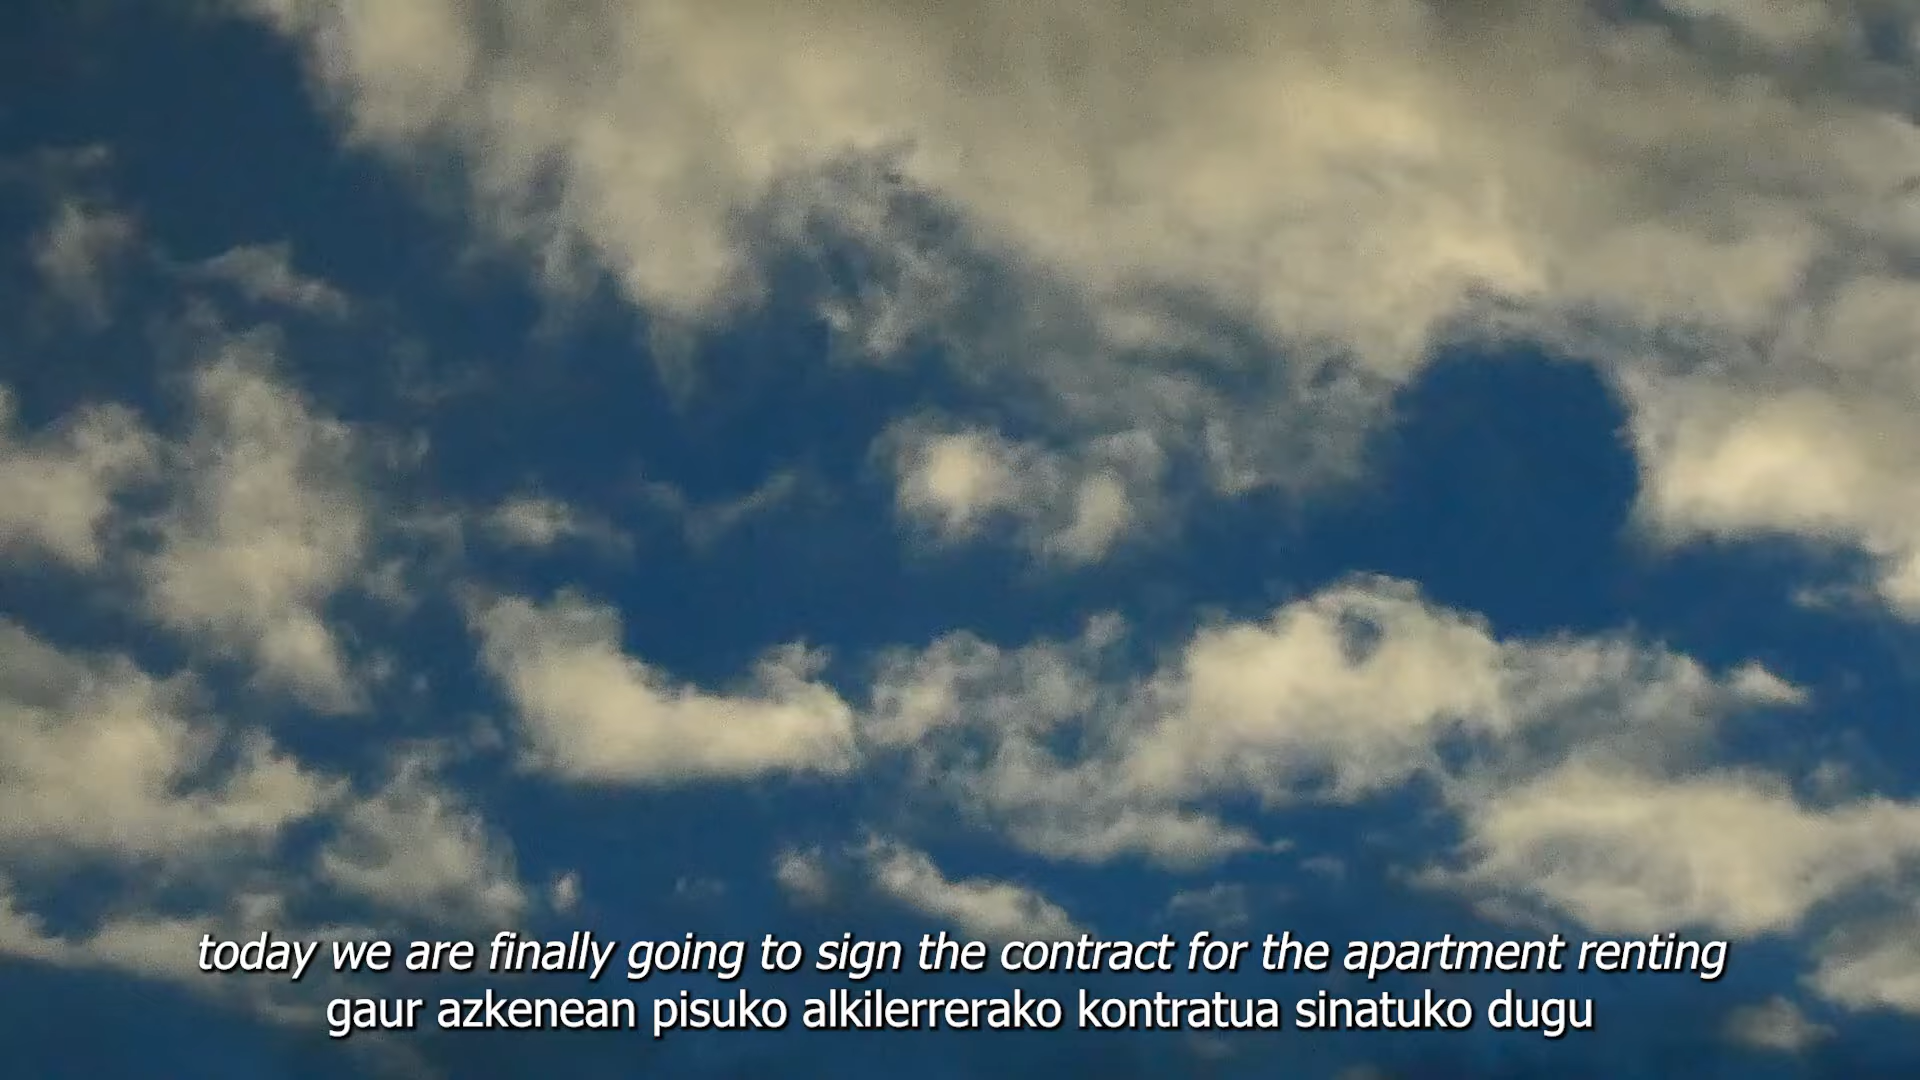 today we are finally going to sign the contract for the apartment renting
gaur azkenean pisuko alkilerrerako kontratua sinatuko dugu